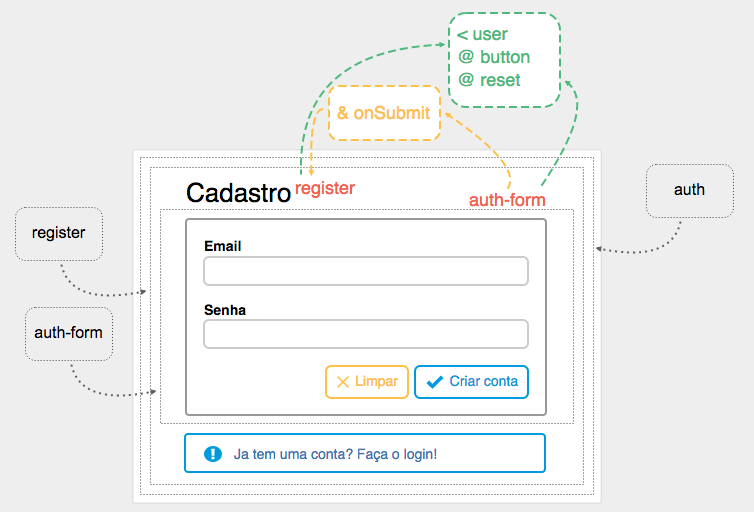 < user
@ button
@ reset
& onSubmit
Cadastro
register
auth-form
auth
register
Email
Senha
auth-form
Limpar
Criar conta
Ja tem uma conta? Faça o login!